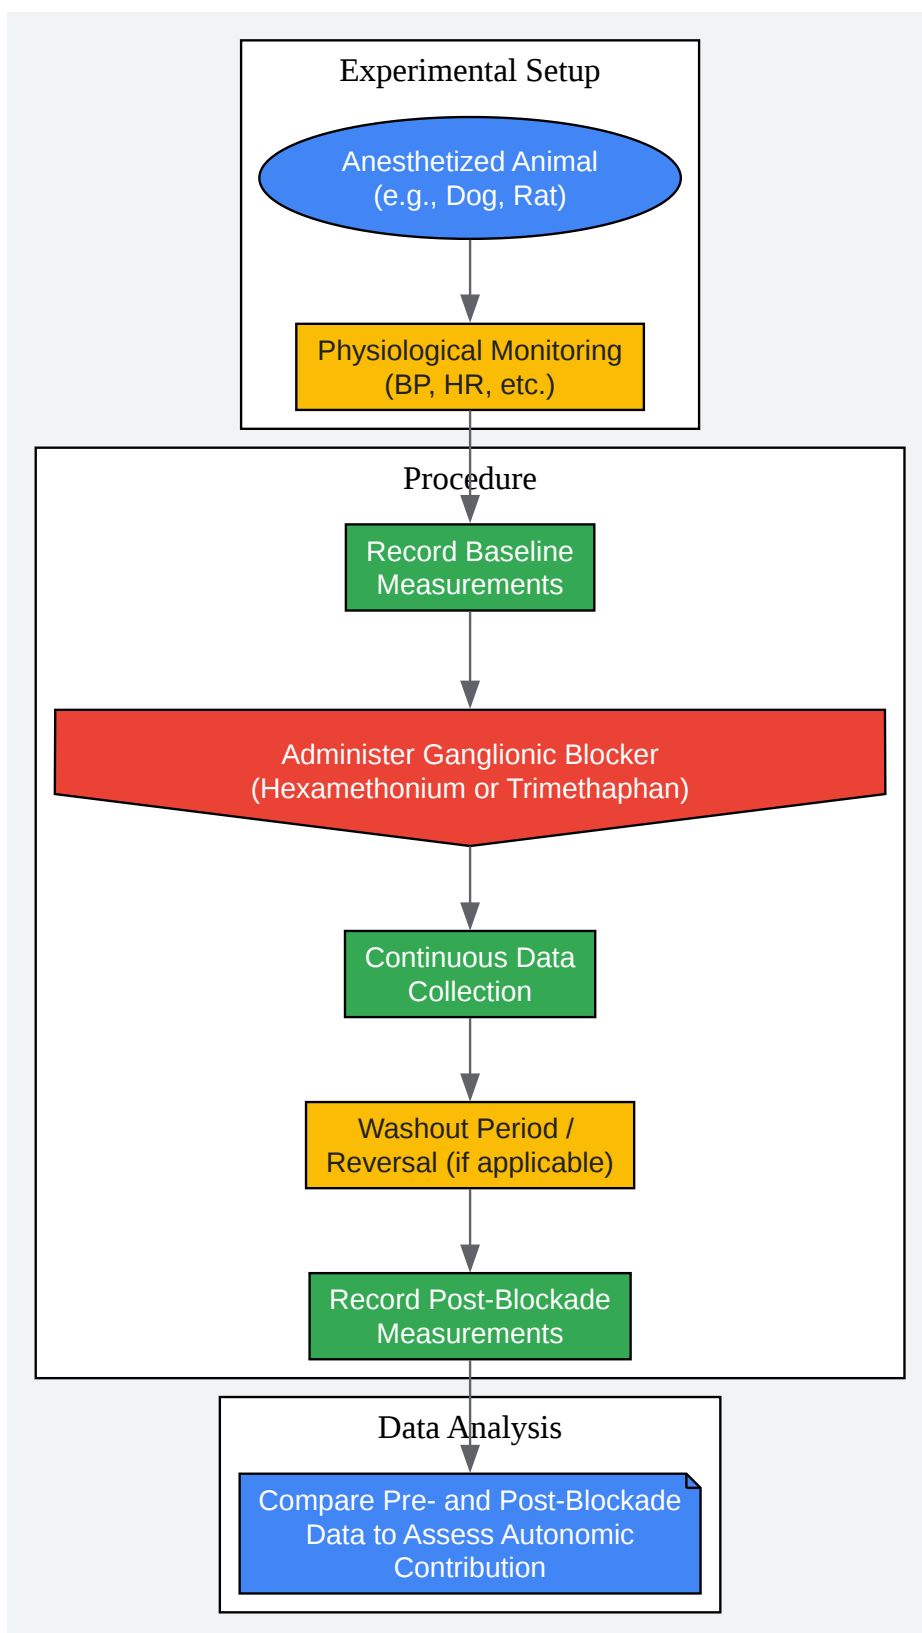 Experimental Setup
Anesthetized Animal
(e.g., Dog, Rat)
Physiological Monitoring
(BP, HR, etc.)
Procedure
Record Baseline
Measurements
Administer Ganglionic Blocker
(Hexamethonium or Trimethaphan)
Continuous Data
Collection
Washout Period /
Reversal (if applicable)
Record Post-Blockade
Measurements
Data Analysis
Compare Pre- and Post-Blockade
Data to Assess Autonomic
Contribution